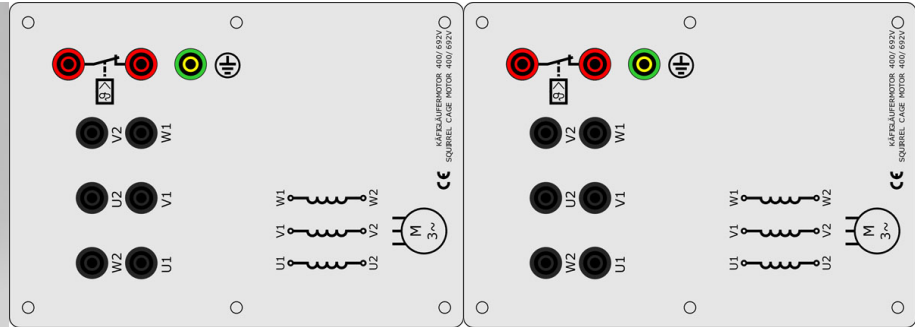 KÄFIGLÄUFERMOTOR 400/692V
SQUIRREL CAGE MOTOR 400/692V
CE
V2 W1
U2 V1
W2 U1
W1 W2
V1 V2
U1 U2
M
3~
KÄFIGLÄUFERMOTOR 400/692V
SQUIRREL CAGE MOTOR 400/692V
CE
V2 W1
U2 V1
W2 U1
W1 W2
V1 V2
U1 U2
M
3~